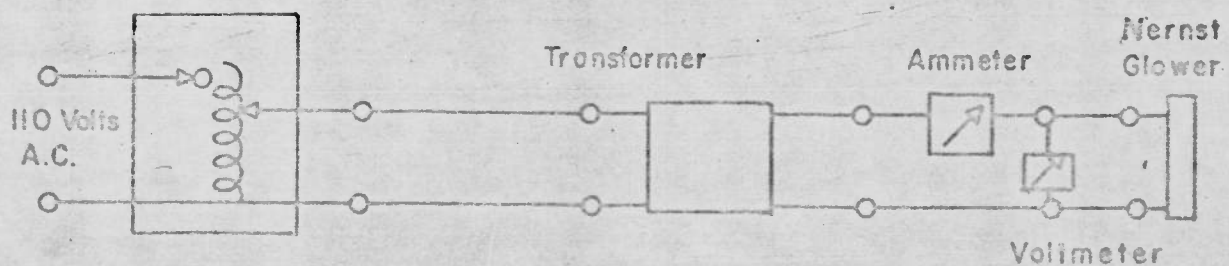 Nernst
Glower
Transformer
Ammeter
110 Volts
A.C.
Voltmeter